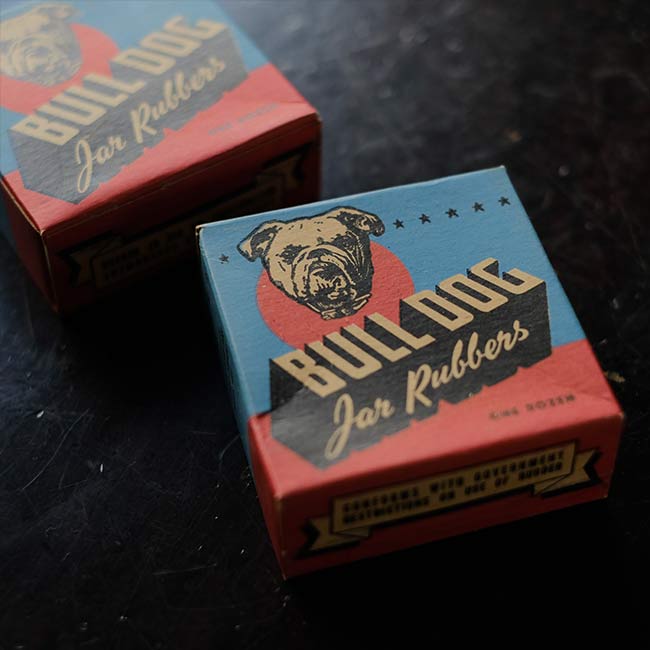 BULL DOG
Jar Rubbers
BULL DOG
Jar Rubbers
ONE DOZEN
CONFORMS WITH GOVERNMENT
RESTRICTIONS ON USE OF RUBBER